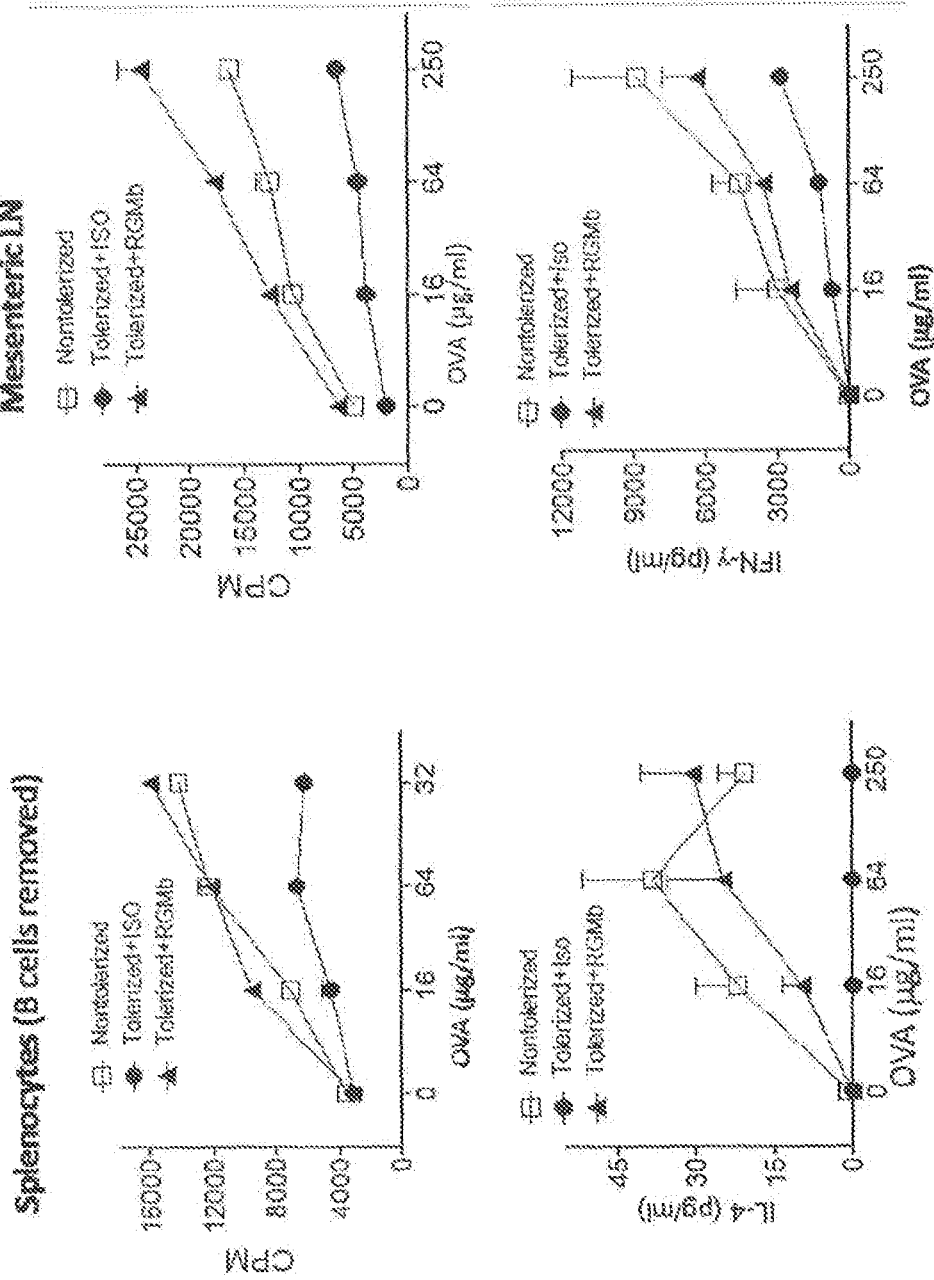 Splenocytes (B cells removed)
Nontolerized
Tolerized+ISO
Tolerized+RGMb
CPM
16000
12000
8000
4000
0
0
16
64
32
OVA (µg/ml)
Mesenteric LN
Nontolerized
Tolerized+ISO
Tolerized+RGMb
CPM
25000
20000
15000
10000
5000
0
0
16
64
250
OVA (µg/ml)
Nontolerized
Tolerized+Iso
Tolerized+RGMb
IL-4 (pg/ml)
45
30
15
0
0
16
64
250
OVA (µg/ml)
Nontolerized
Tolerized+Iso
Tolerized+RGMb
IFN-γ (pg/ml)
12000
9000
6000
3000
0
0
16
64
250
OVA (µg/ml)